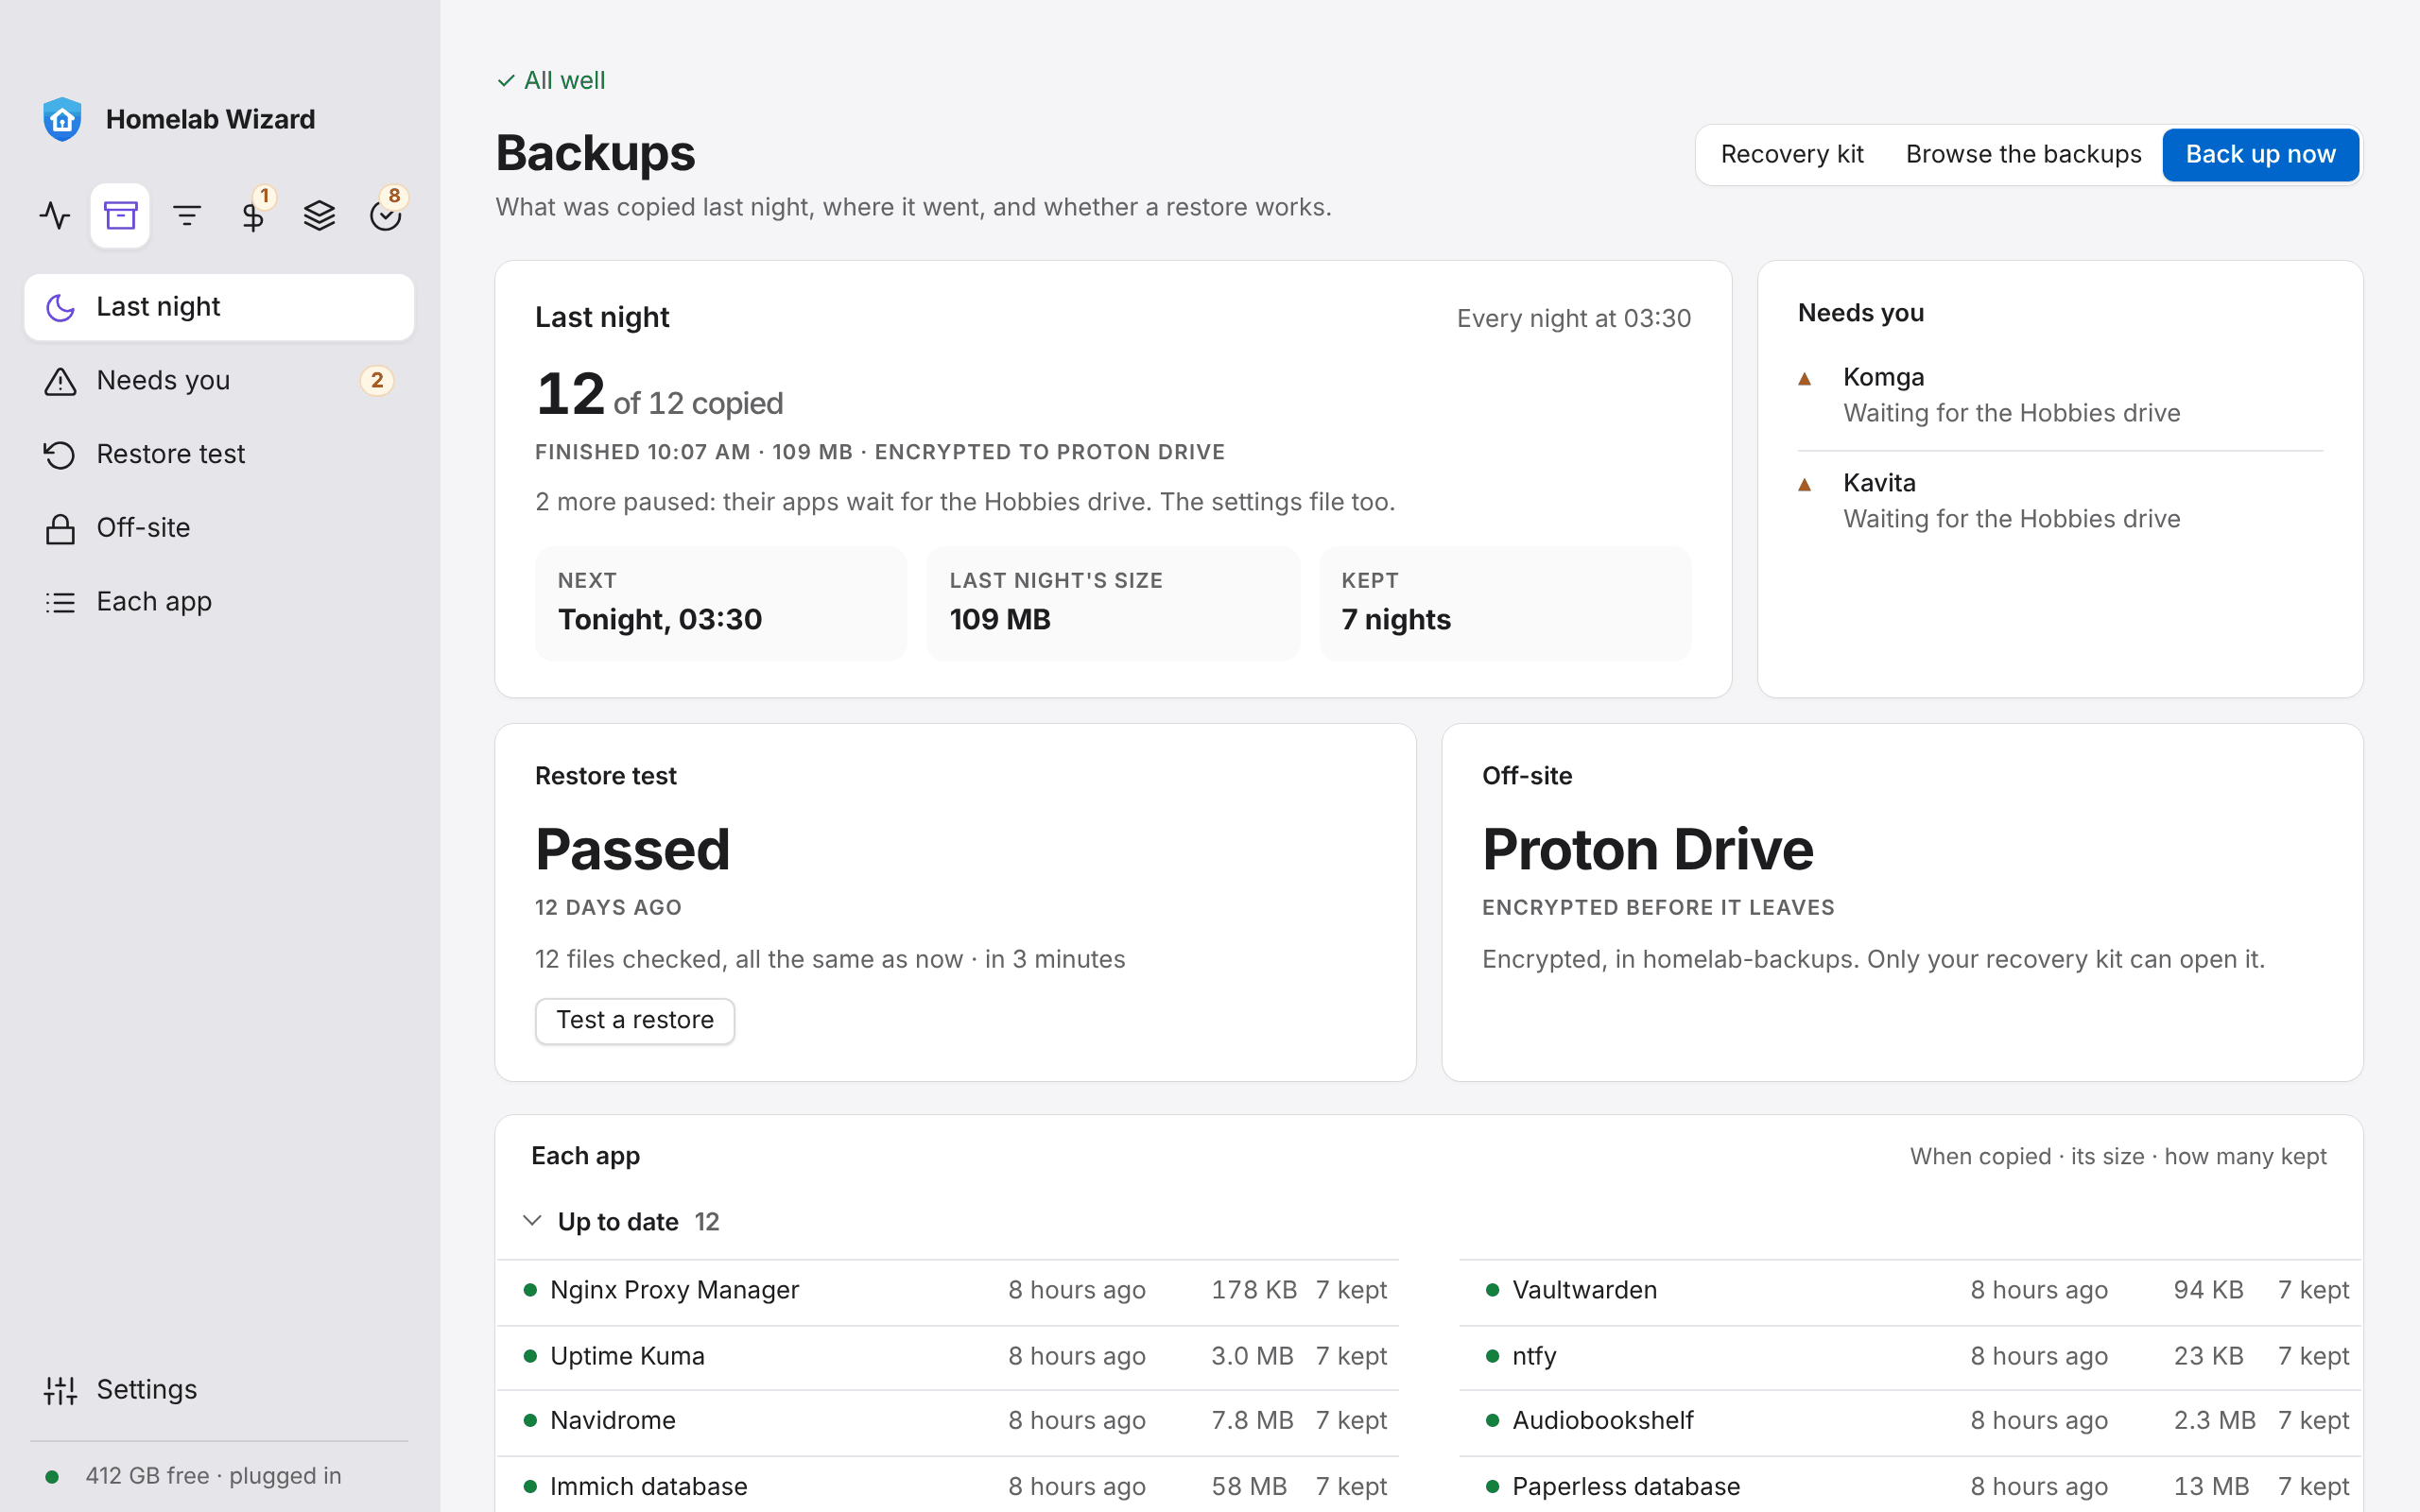 Homelab Wizard
1
8
Last night
Needs you 2
Restore test
Off-site
Each app
Settings
412 GB free · plugged in
All well
Backups
What was copied last night, where it went, and whether a restore works.
Recovery kit Browse the backups Back up now
Last night Every night at 03:30
12 of 12 copied
FINISHED 10:07 AM · 109 MB · ENCRYPTED TO PROTON DRIVE
2 more paused: their apps wait for the Hobbies drive. The settings file too.
NEXT
Tonight, 03:30
LAST NIGHT'S SIZE
109 MB
KEPT
7 nights
Needs you
Komga
Waiting for the Hobbies drive
Kavita
Waiting for the Hobbies drive
Restore test
Passed
12 DAYS AGO
12 files checked, all the same as now · in 3 minutes
Test a restore
Off-site
Proton Drive
ENCRYPTED BEFORE IT LEAVES
Encrypted, in homelab-backups. Only your recovery kit can open it.
Each app When copied · its size · how many kept
Up to date 12
Nginx Proxy Manager 8 hours ago 178 KB 7 kept
Vaultwarden 8 hours ago 94 KB 7 kept
Uptime Kuma 8 hours ago 3.0 MB 7 kept
ntfy 8 hours ago 23 KB 7 kept
Navidrome 8 hours ago 7.8 MB 7 kept
Audiobookshelf 8 hours ago 2.3 MB 7 kept
Immich database 8 hours ago 58 MB 7 kept
Paperless database 8 hours ago 13 MB 7 kept